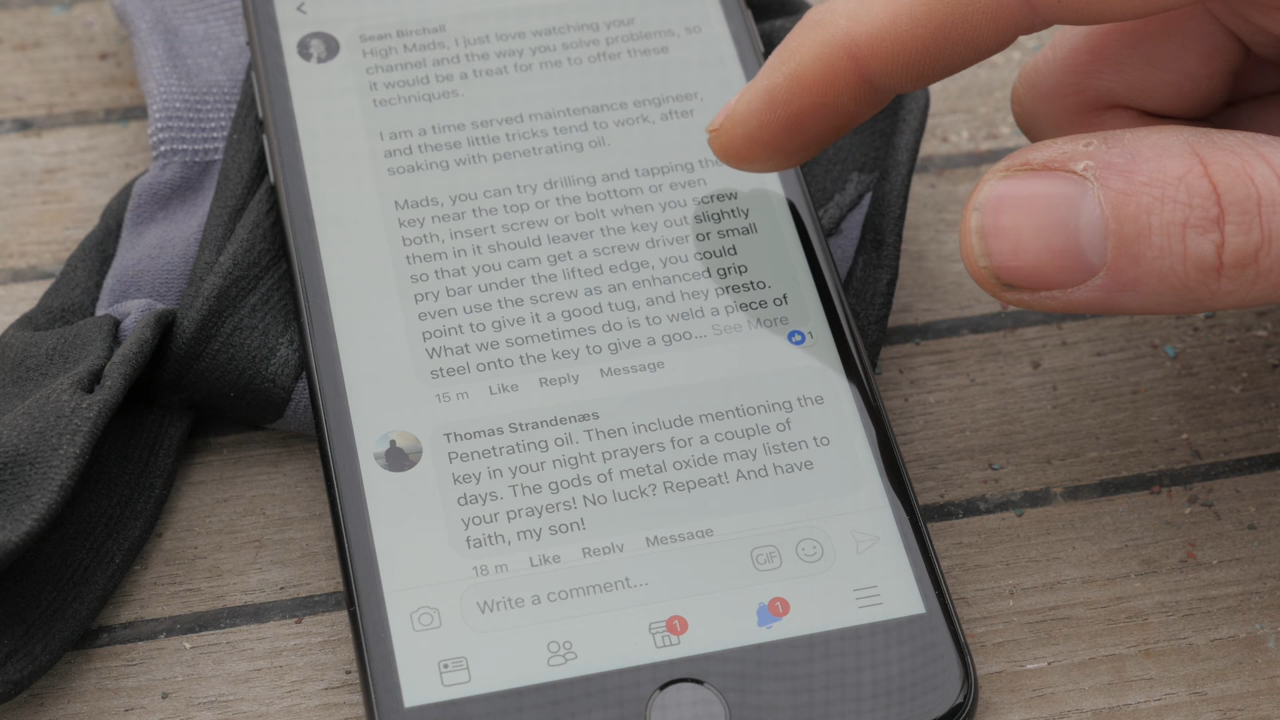 Sean Birchall
High Mads, I just love watching your
channel and the way you solve problems, so
it would be a treat for me to offer these
techniques.
I am a time served maintenance engineer,
and these little tricks tend to work, after
soaking with penetrating oil.
Mads, you can try drilling and tapping the
key near the top or the bottom or even
both, insert screw or bolt when you screw
them in it should leaver the key out slightly
so that you cam get a screw driver or small
pry bar under the lifted edge, you could
even use the screw as an enhanced grip
point to give it a good tug, and hey presto.
What we sometimes do is to weld a piece of
steel onto the key to give a goo... See More
1
15 m Like Reply Message
Thomas Strandenæs
Penetrating oil. Then include mentioning the
key in your night prayers for a couple of
days. The gods of metal oxide may listen to
your prayers! No luck? Repeat! And have
faith, my son!
18 m Like Reply Message
Write a comment...
GIF
1
1